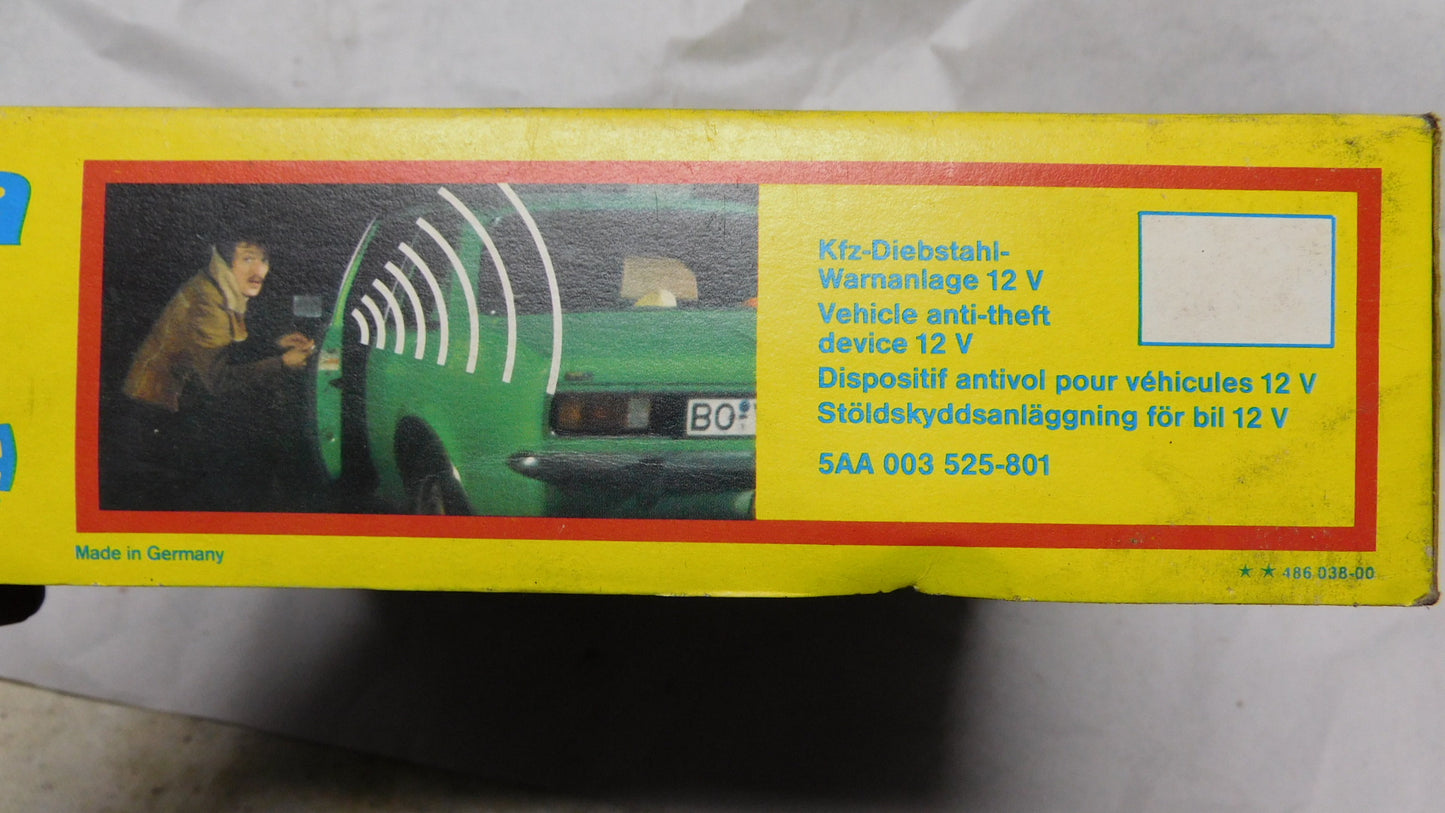 BO
Kfz-Diebstahl-
Warnanlage 12 V
Vehicle anti-theft
device 12 V
Dispositif antivol pour véhicules 12 V
Stöldskyddsanläggning för bil 12 V
5AA 003 525-801
Made in Germany
★ ★ 486 038-00